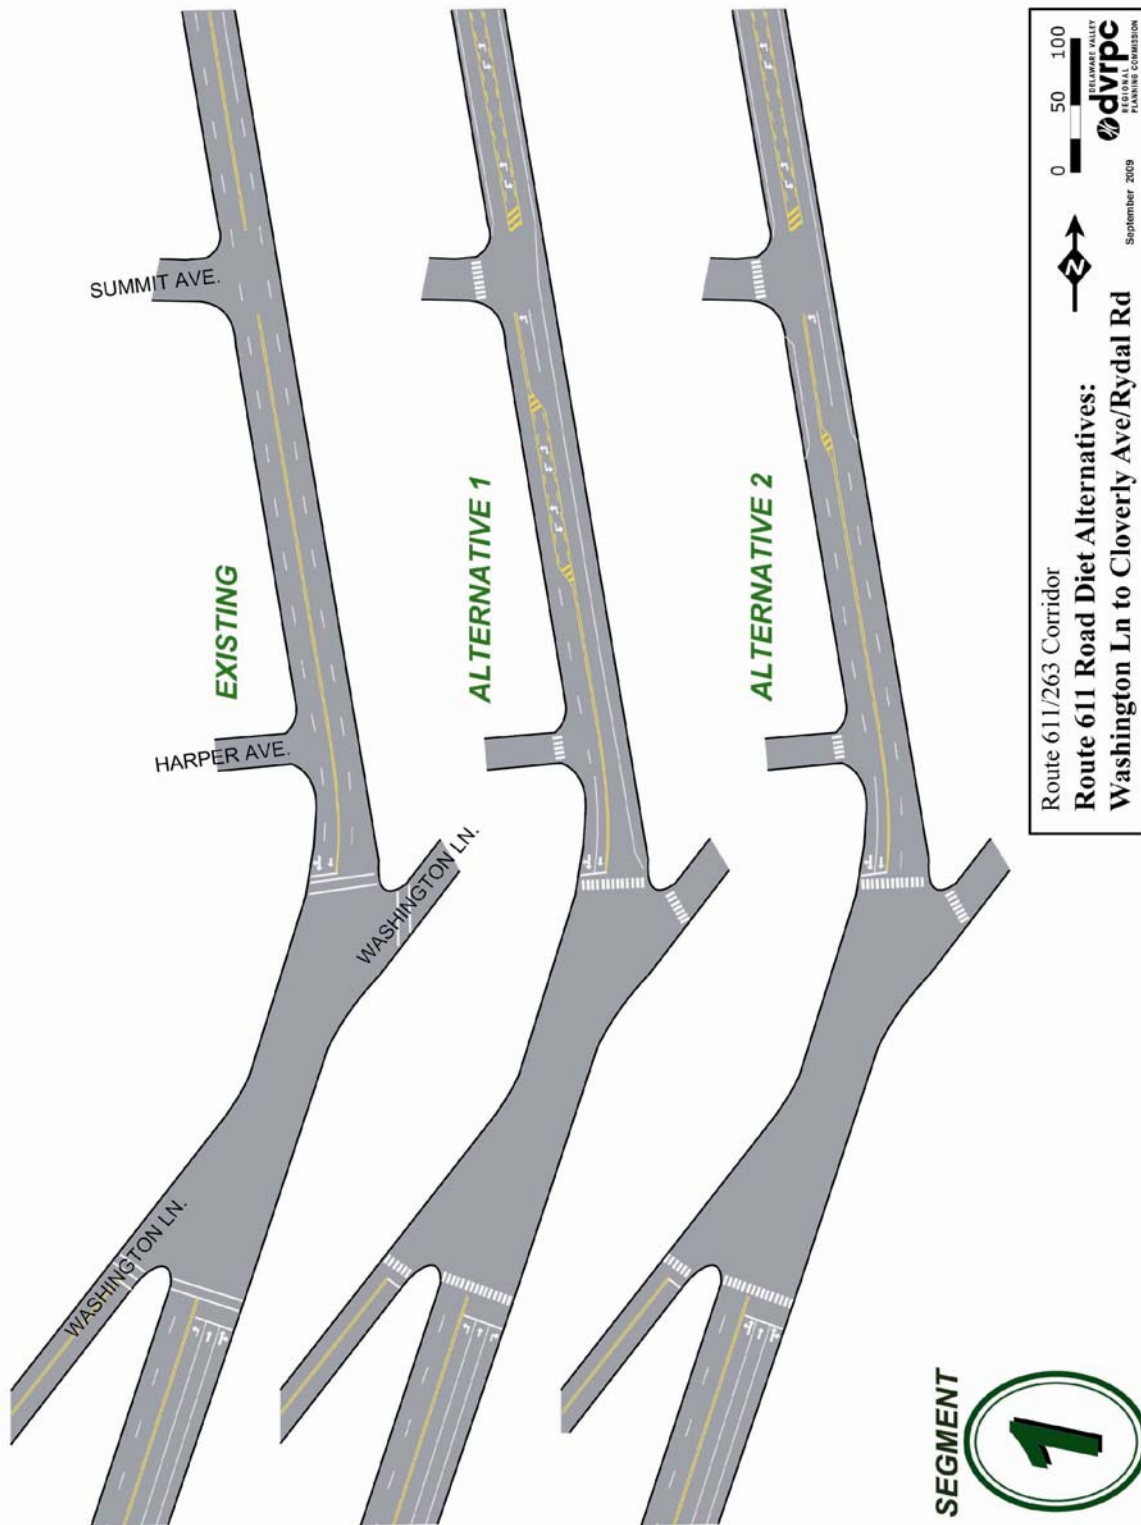 SUMMIT AVE.
HARPER AVE.
WASHINGTON LN.
WASHINGTON LN.
EXISTING
ALTERNATIVE 1
ALTERNATIVE 2
SEGMENT
1
Route 611/263 Corridor
Route 611 Road Diet Alternatives:
Washington Ln to Cloverly Ave/Rydal Rd
N
0 50 100
September 2009
dvrpc
DELAWARE VALLEY
REGIONAL
PLANNING COMMISSION